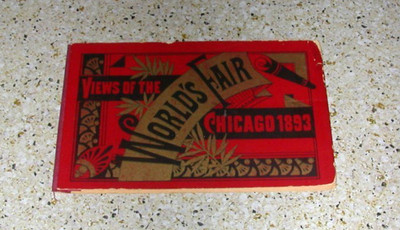 VIEWS OF THE
WORLD'S FAIR
CHICAGO 1893